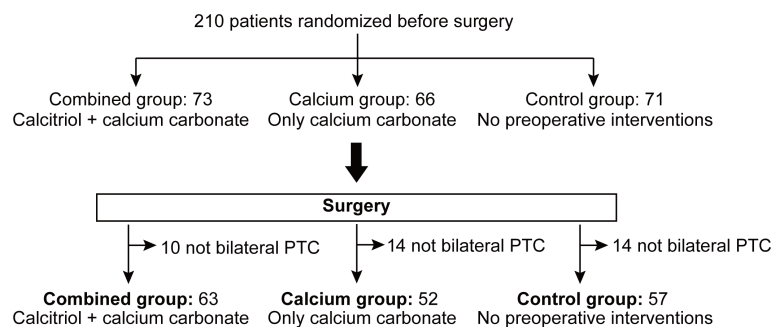 210 patients randomized before surgery
Combined group: 73
Calcitriol + calcium carbonate
Calcium group: 66
Only calcium carbonate
Control group: 71
No preoperative interventions
Surgery
10 not bilateral PTC
14 not bilateral PTC
14 not bilateral PTC
Combined group: 63
Calcitriol + calcium carbonate
Calcium group: 52
Only calcium carbonate
Control group: 57
No preoperative interventions